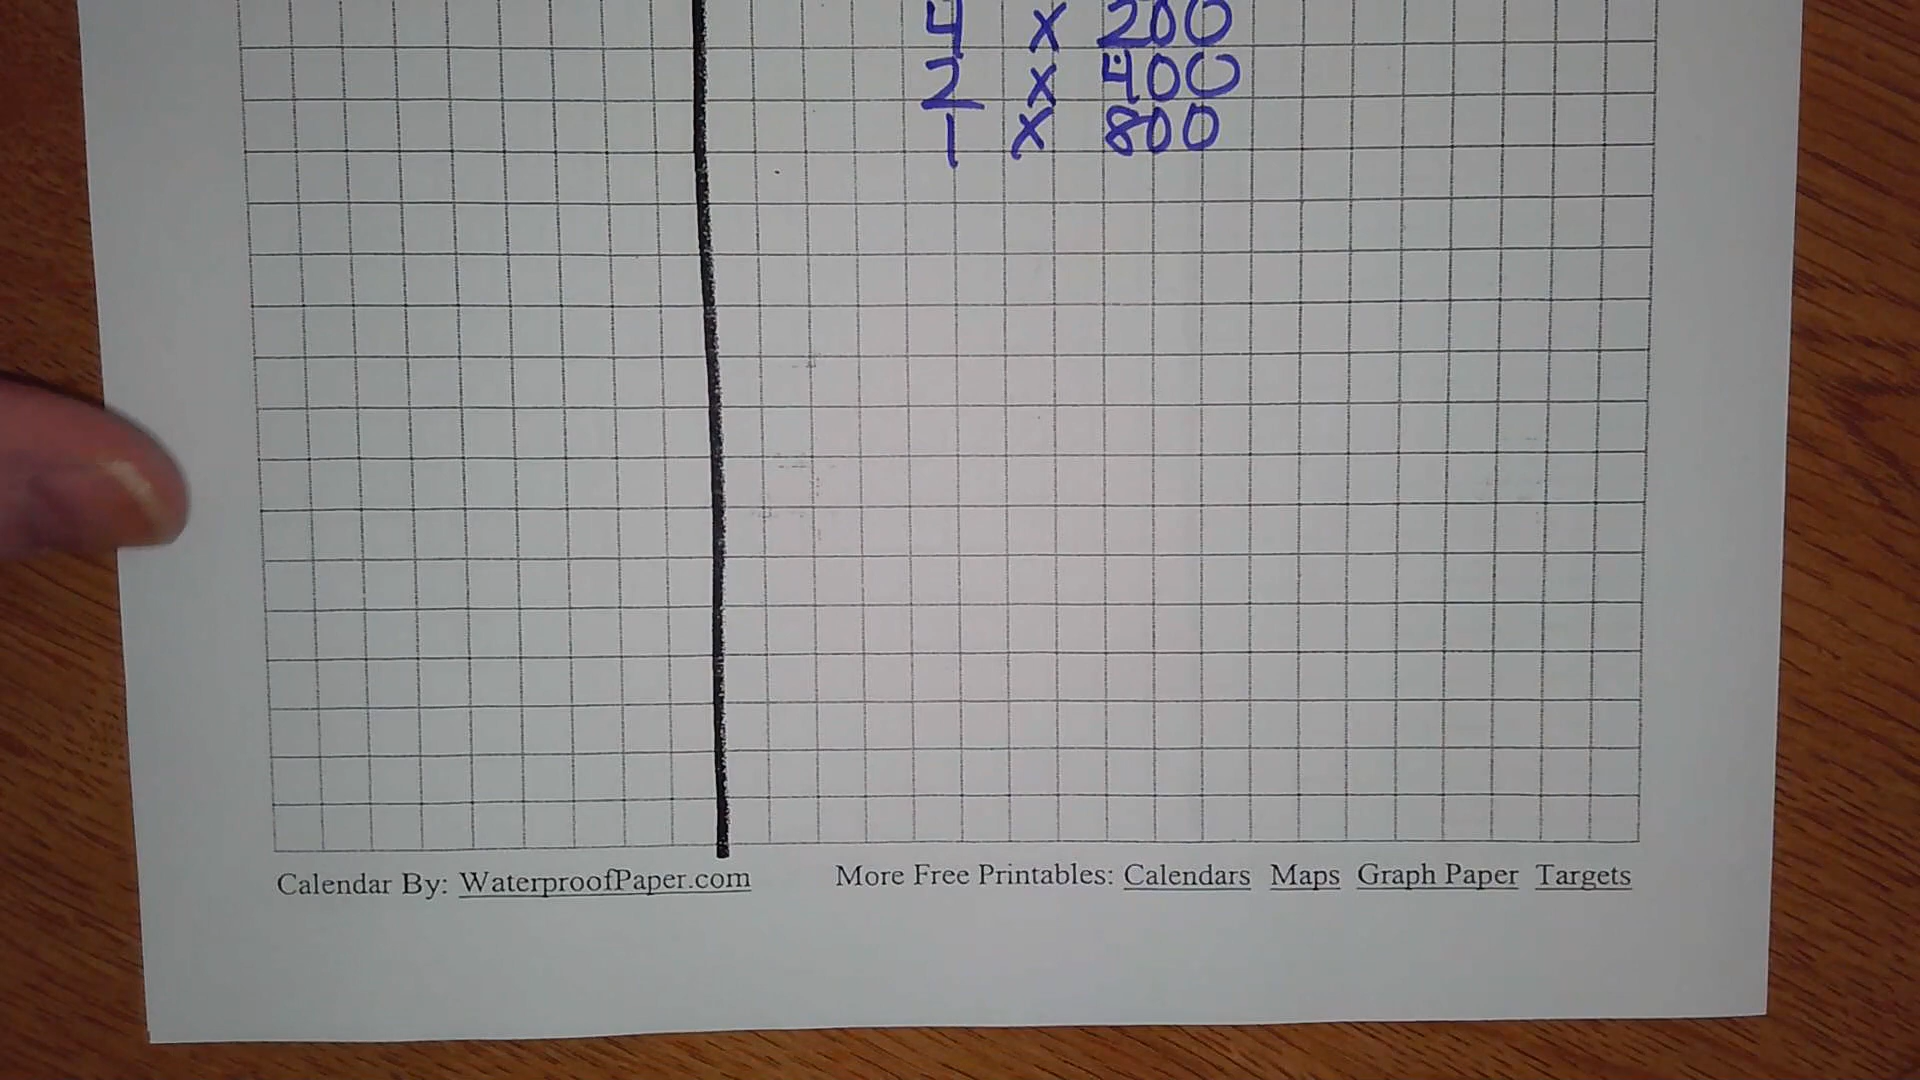 4 x 200
2 x 400
1 x 800
Calendar By: WaterproofPaper.com More Free Printables: Calendars Maps Graph Paper Targets